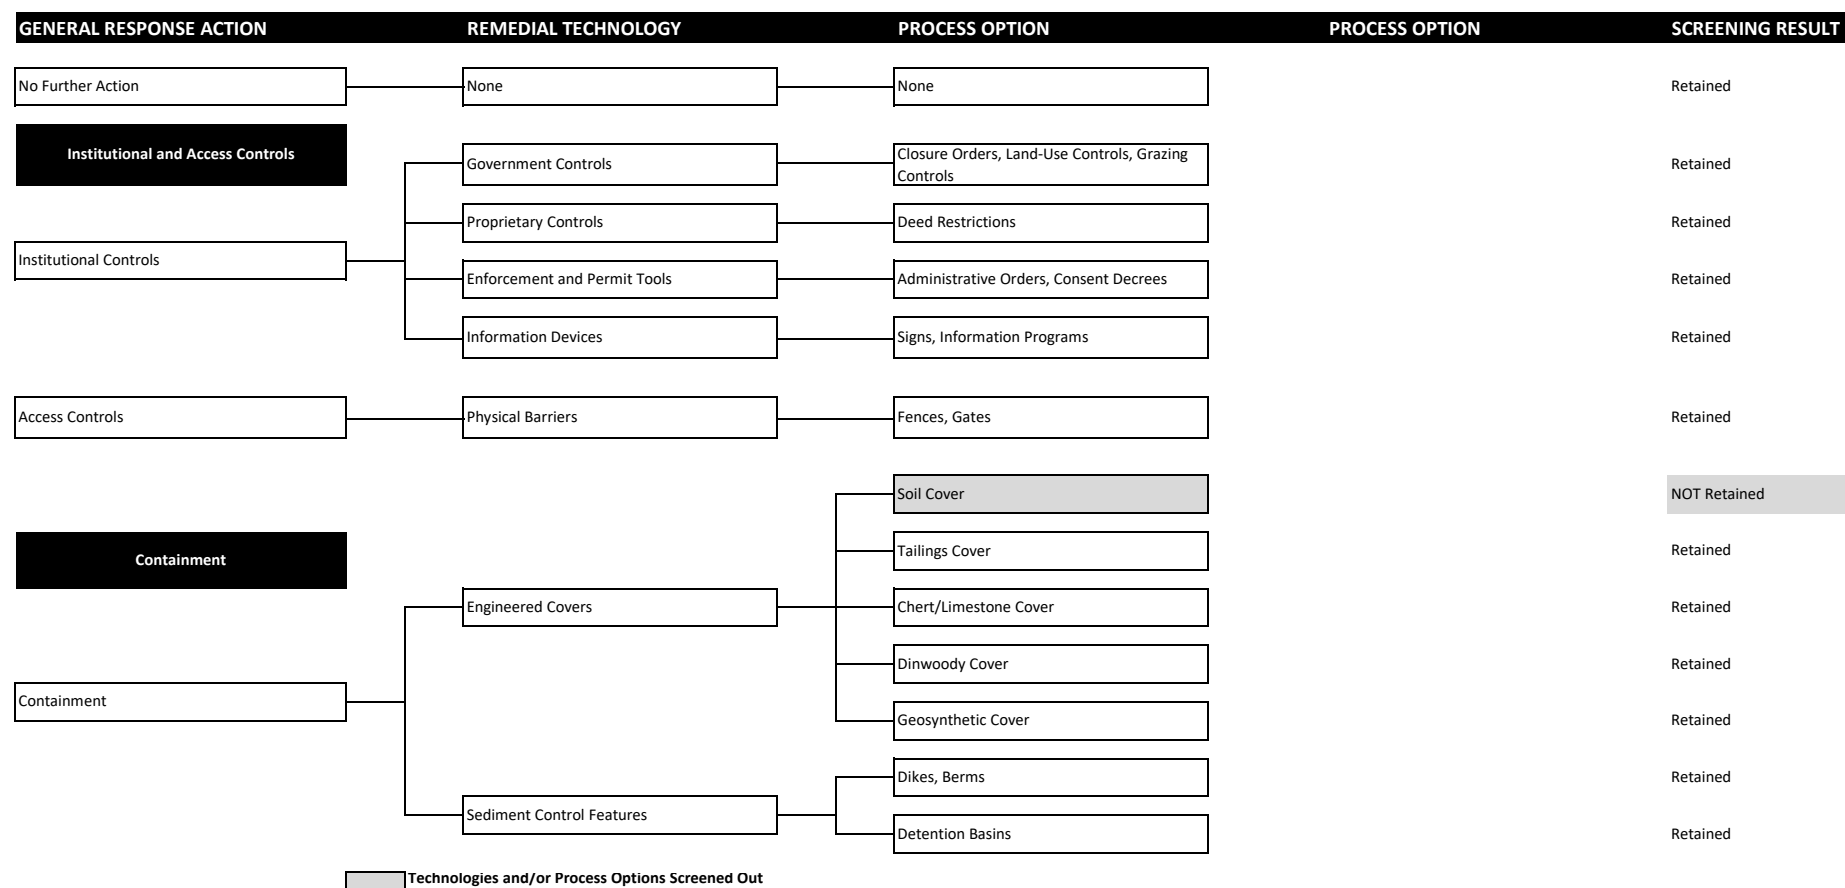 GENERAL RESPONSE ACTION REMEDIAL TECHNOLOGY PROCESS OPTION PROCESS OPTION SCREENING RESULT
No Further Action None None Retained
Institutional and Access Controls
Government Controls Closure Orders, Land-Use Controls, Grazing Controls Retained
Proprietary Controls Deed Restrictions Retained
Institutional Controls
Enforcement and Permit Tools Administrative Orders, Consent Decrees Retained
Information Devices Signs, Information Programs Retained
Access Controls Physical Barriers Fences, Gates Retained
Soil Cover NOT Retained
Tailings Cover Retained
Containment
Engineered Covers Chert/Limestone Cover Retained
Dinwoody Cover Retained
Containment
Geosynthetic Cover Retained
Dikes, Berms Retained
Sediment Control Features
Detention Basins Retained
Technologies and/or Process Options Screened Out